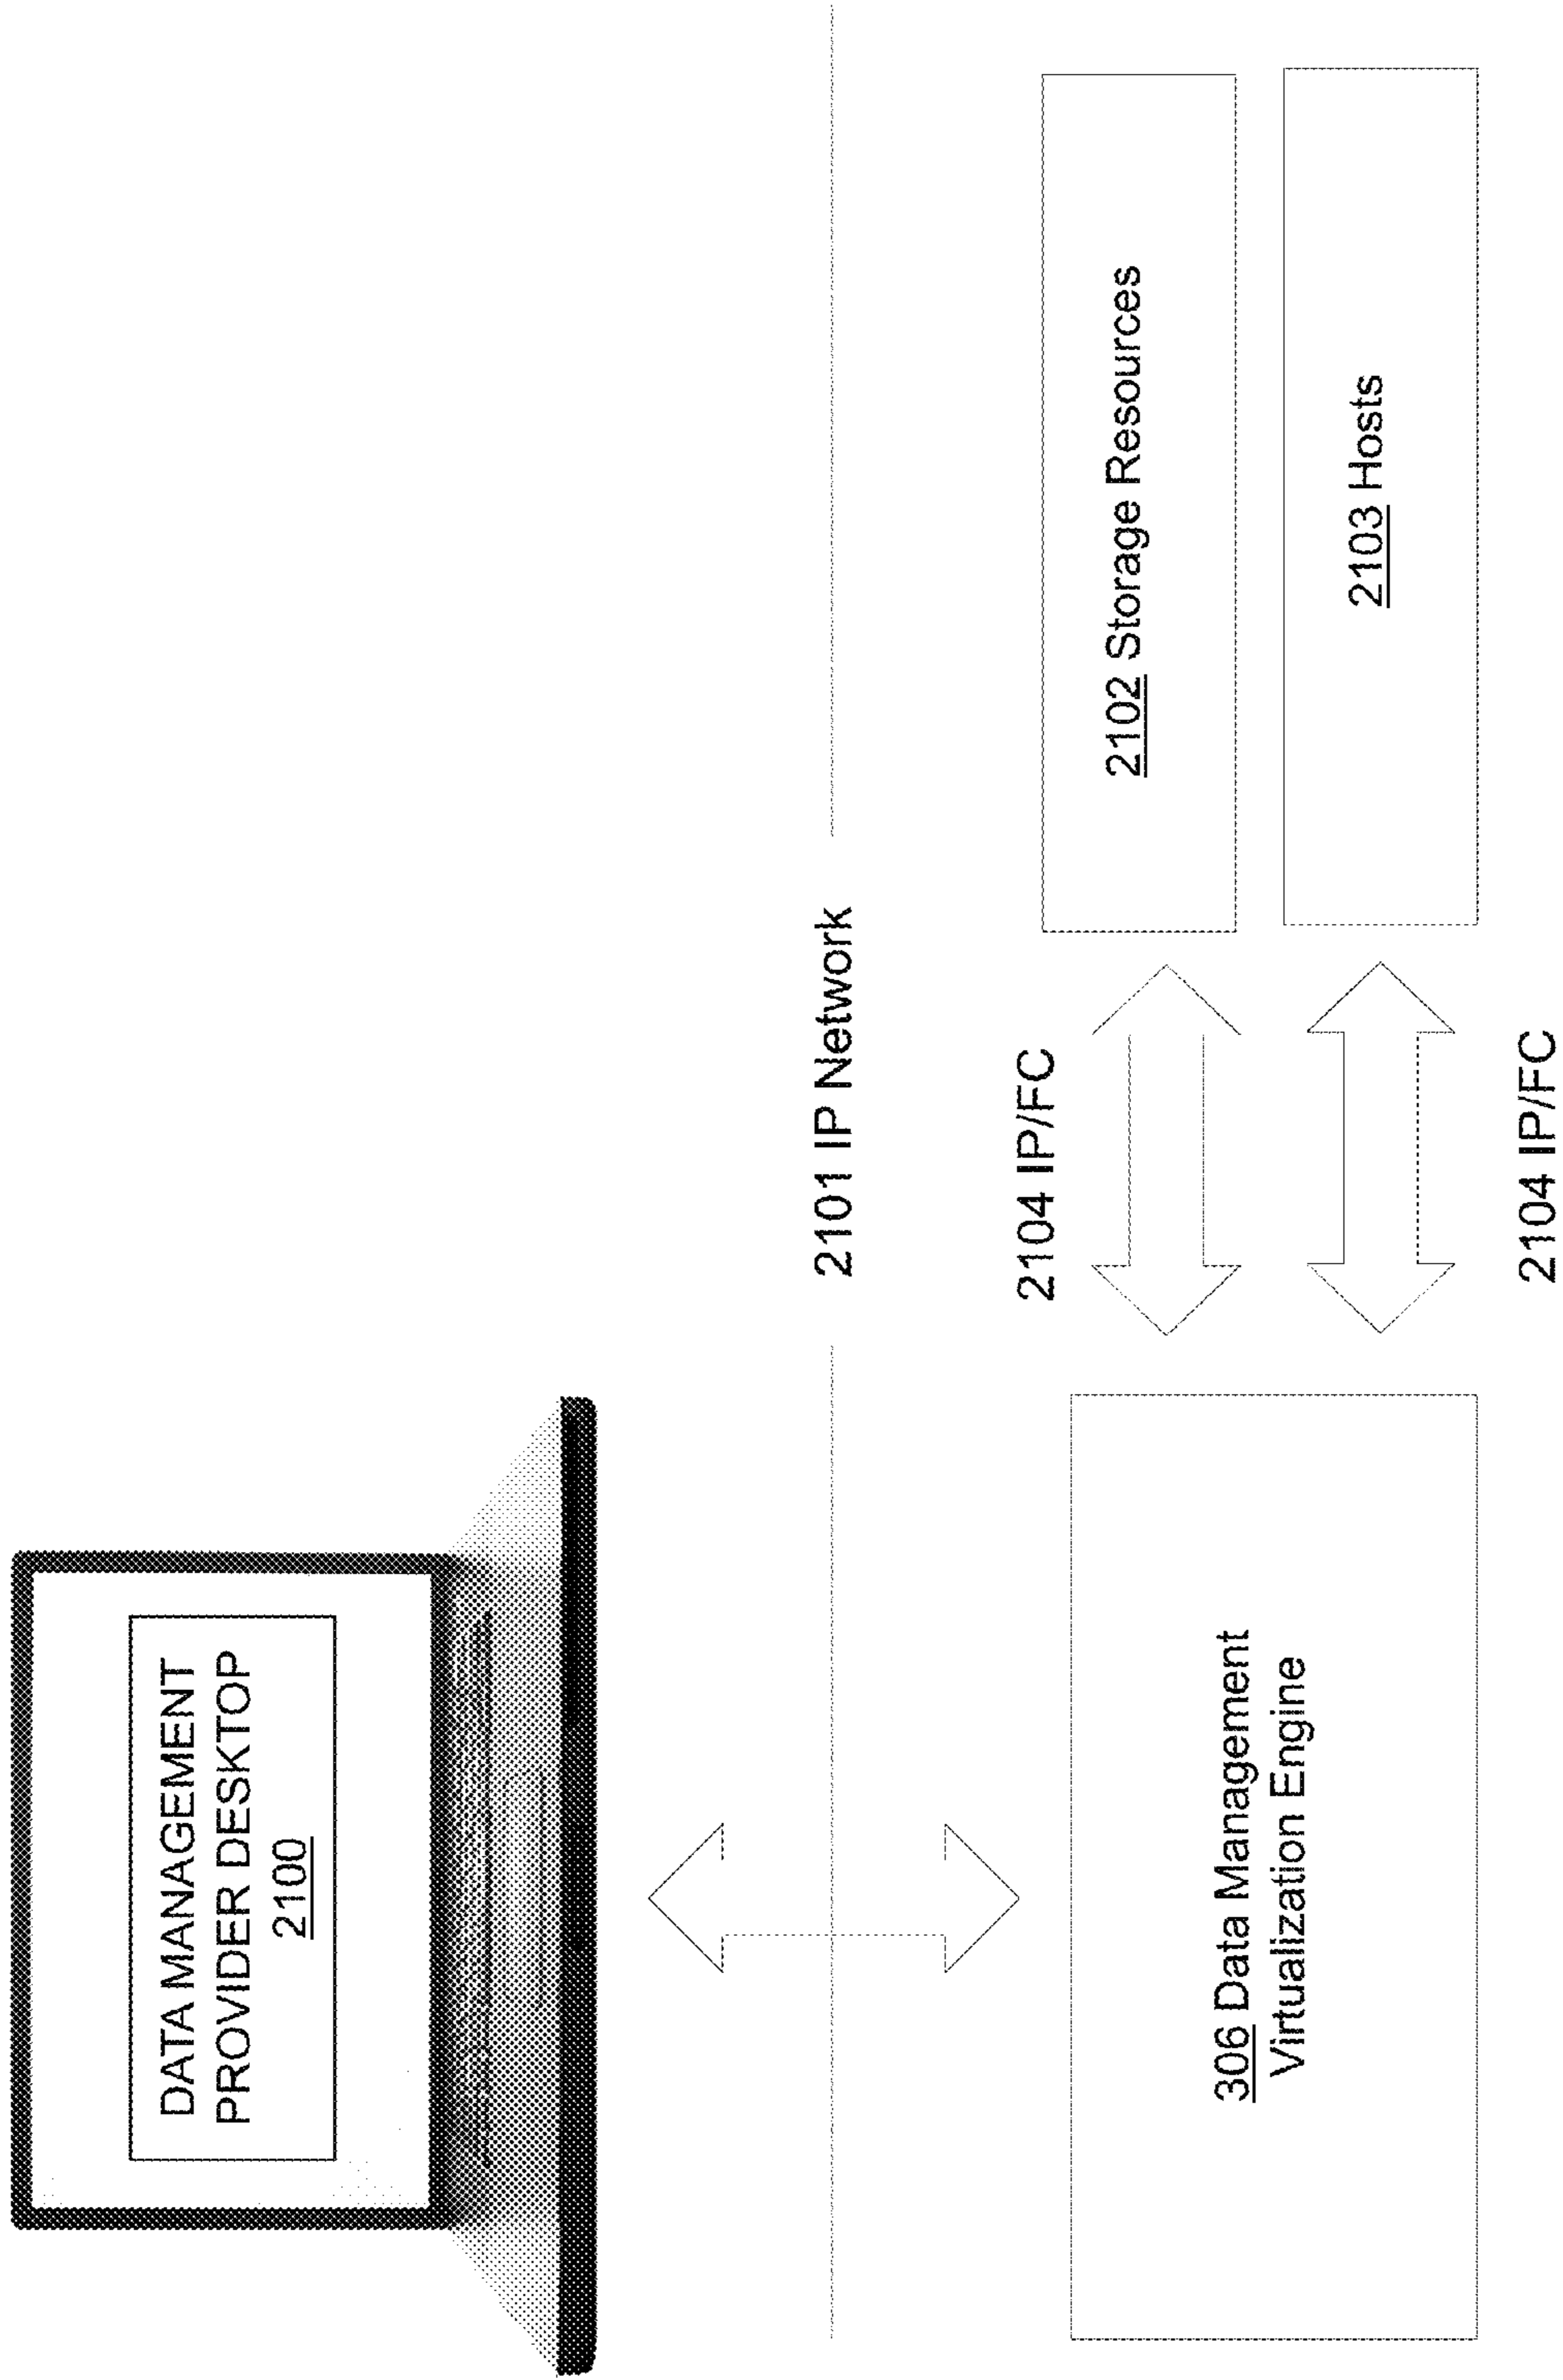 DATA MANAGEMENT
PROVIDER DESKTOP
2100
2101 IP Network
306 Data Management
Virtualization Engine
2104 IP/FC
2104 IP/FC
2102 Storage Resources
2103 Hosts